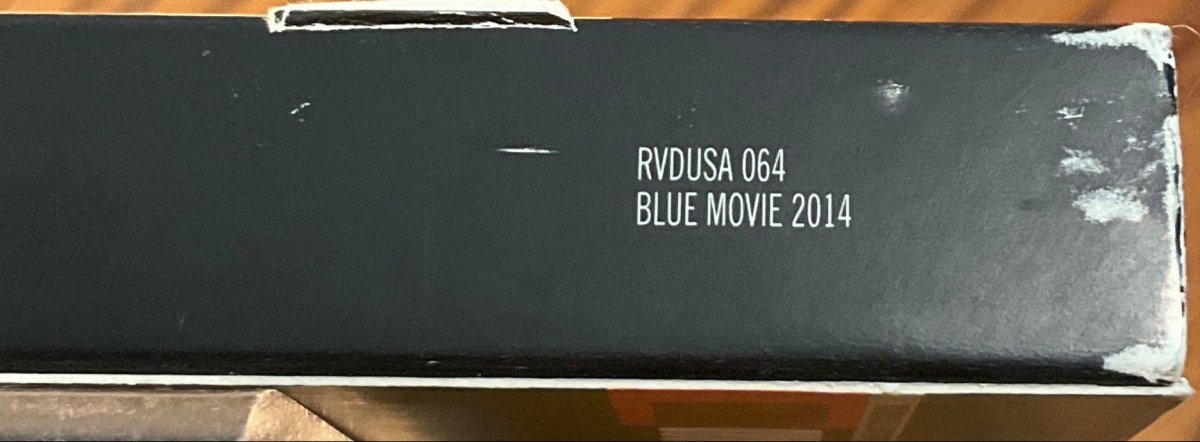 RVDUSA 064
BLUE MOVIE 2014